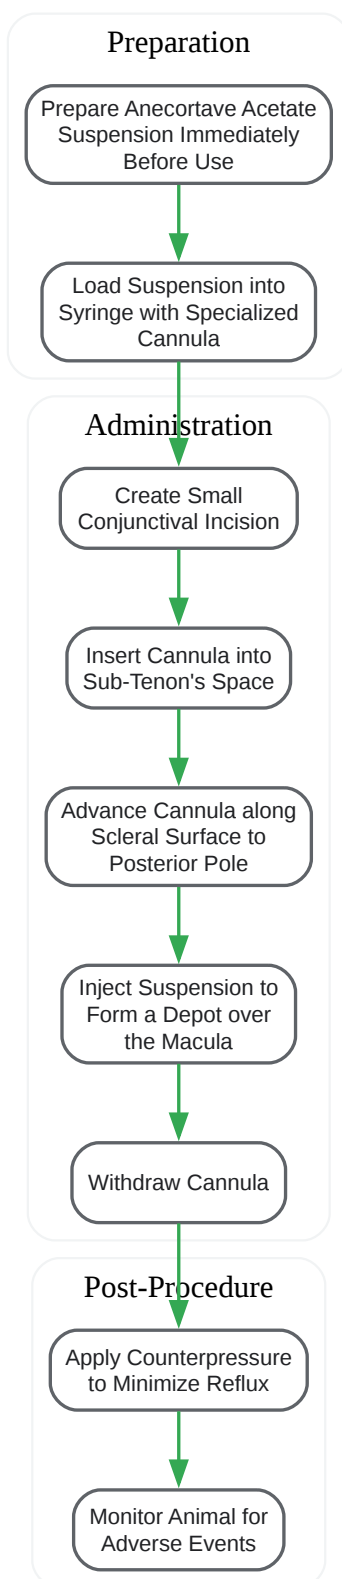 Preparation
Prepare Anecortave Acetate
Suspension Immediately
Before Use
Load Suspension into
Syringe with Specialized
Cannula
Administration
Create Small
Conjunctival Incision
Insert Cannula into
Sub-Tenon's Space
Advance Cannula along
Scleral Surface to
Posterior Pole
Inject Suspension to
Form a Depot over
the Macula
Withdraw Cannula
Post-Procedure
Apply Counterpressure
to Minimize Reflux
Monitor Animal for
Adverse Events